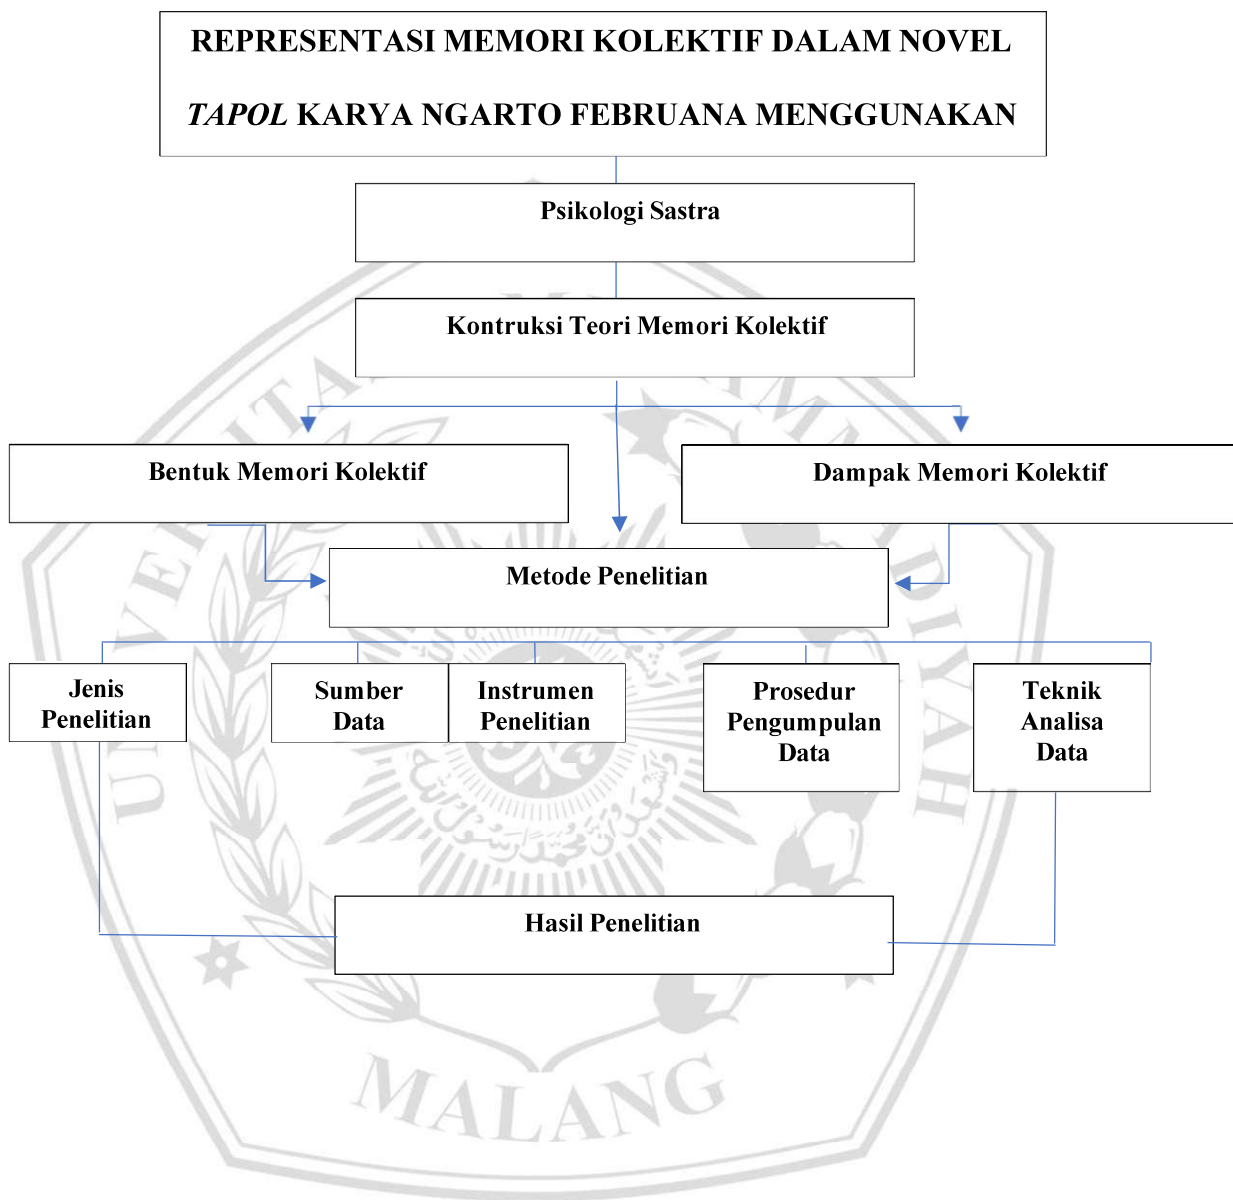 REPRESENTASI MEMORI KOLEKTIF DALAM NOVEL
TAPOL KARYA NGARTO FEBRUANA MENGGUNAKAN
Psikologi Sastra
Kontruksi Teori Memori Kolektif
Bentuk Memori Kolektif
Dampak Memori Kolektif
Metode Penelitian
Jenis
Penelitian
Sumber
Data
Instrumen
Penelitian
Prosedur
Pengumpulan
Data
Teknik
Analisa
Data
Hasil Penelitian
MALANG